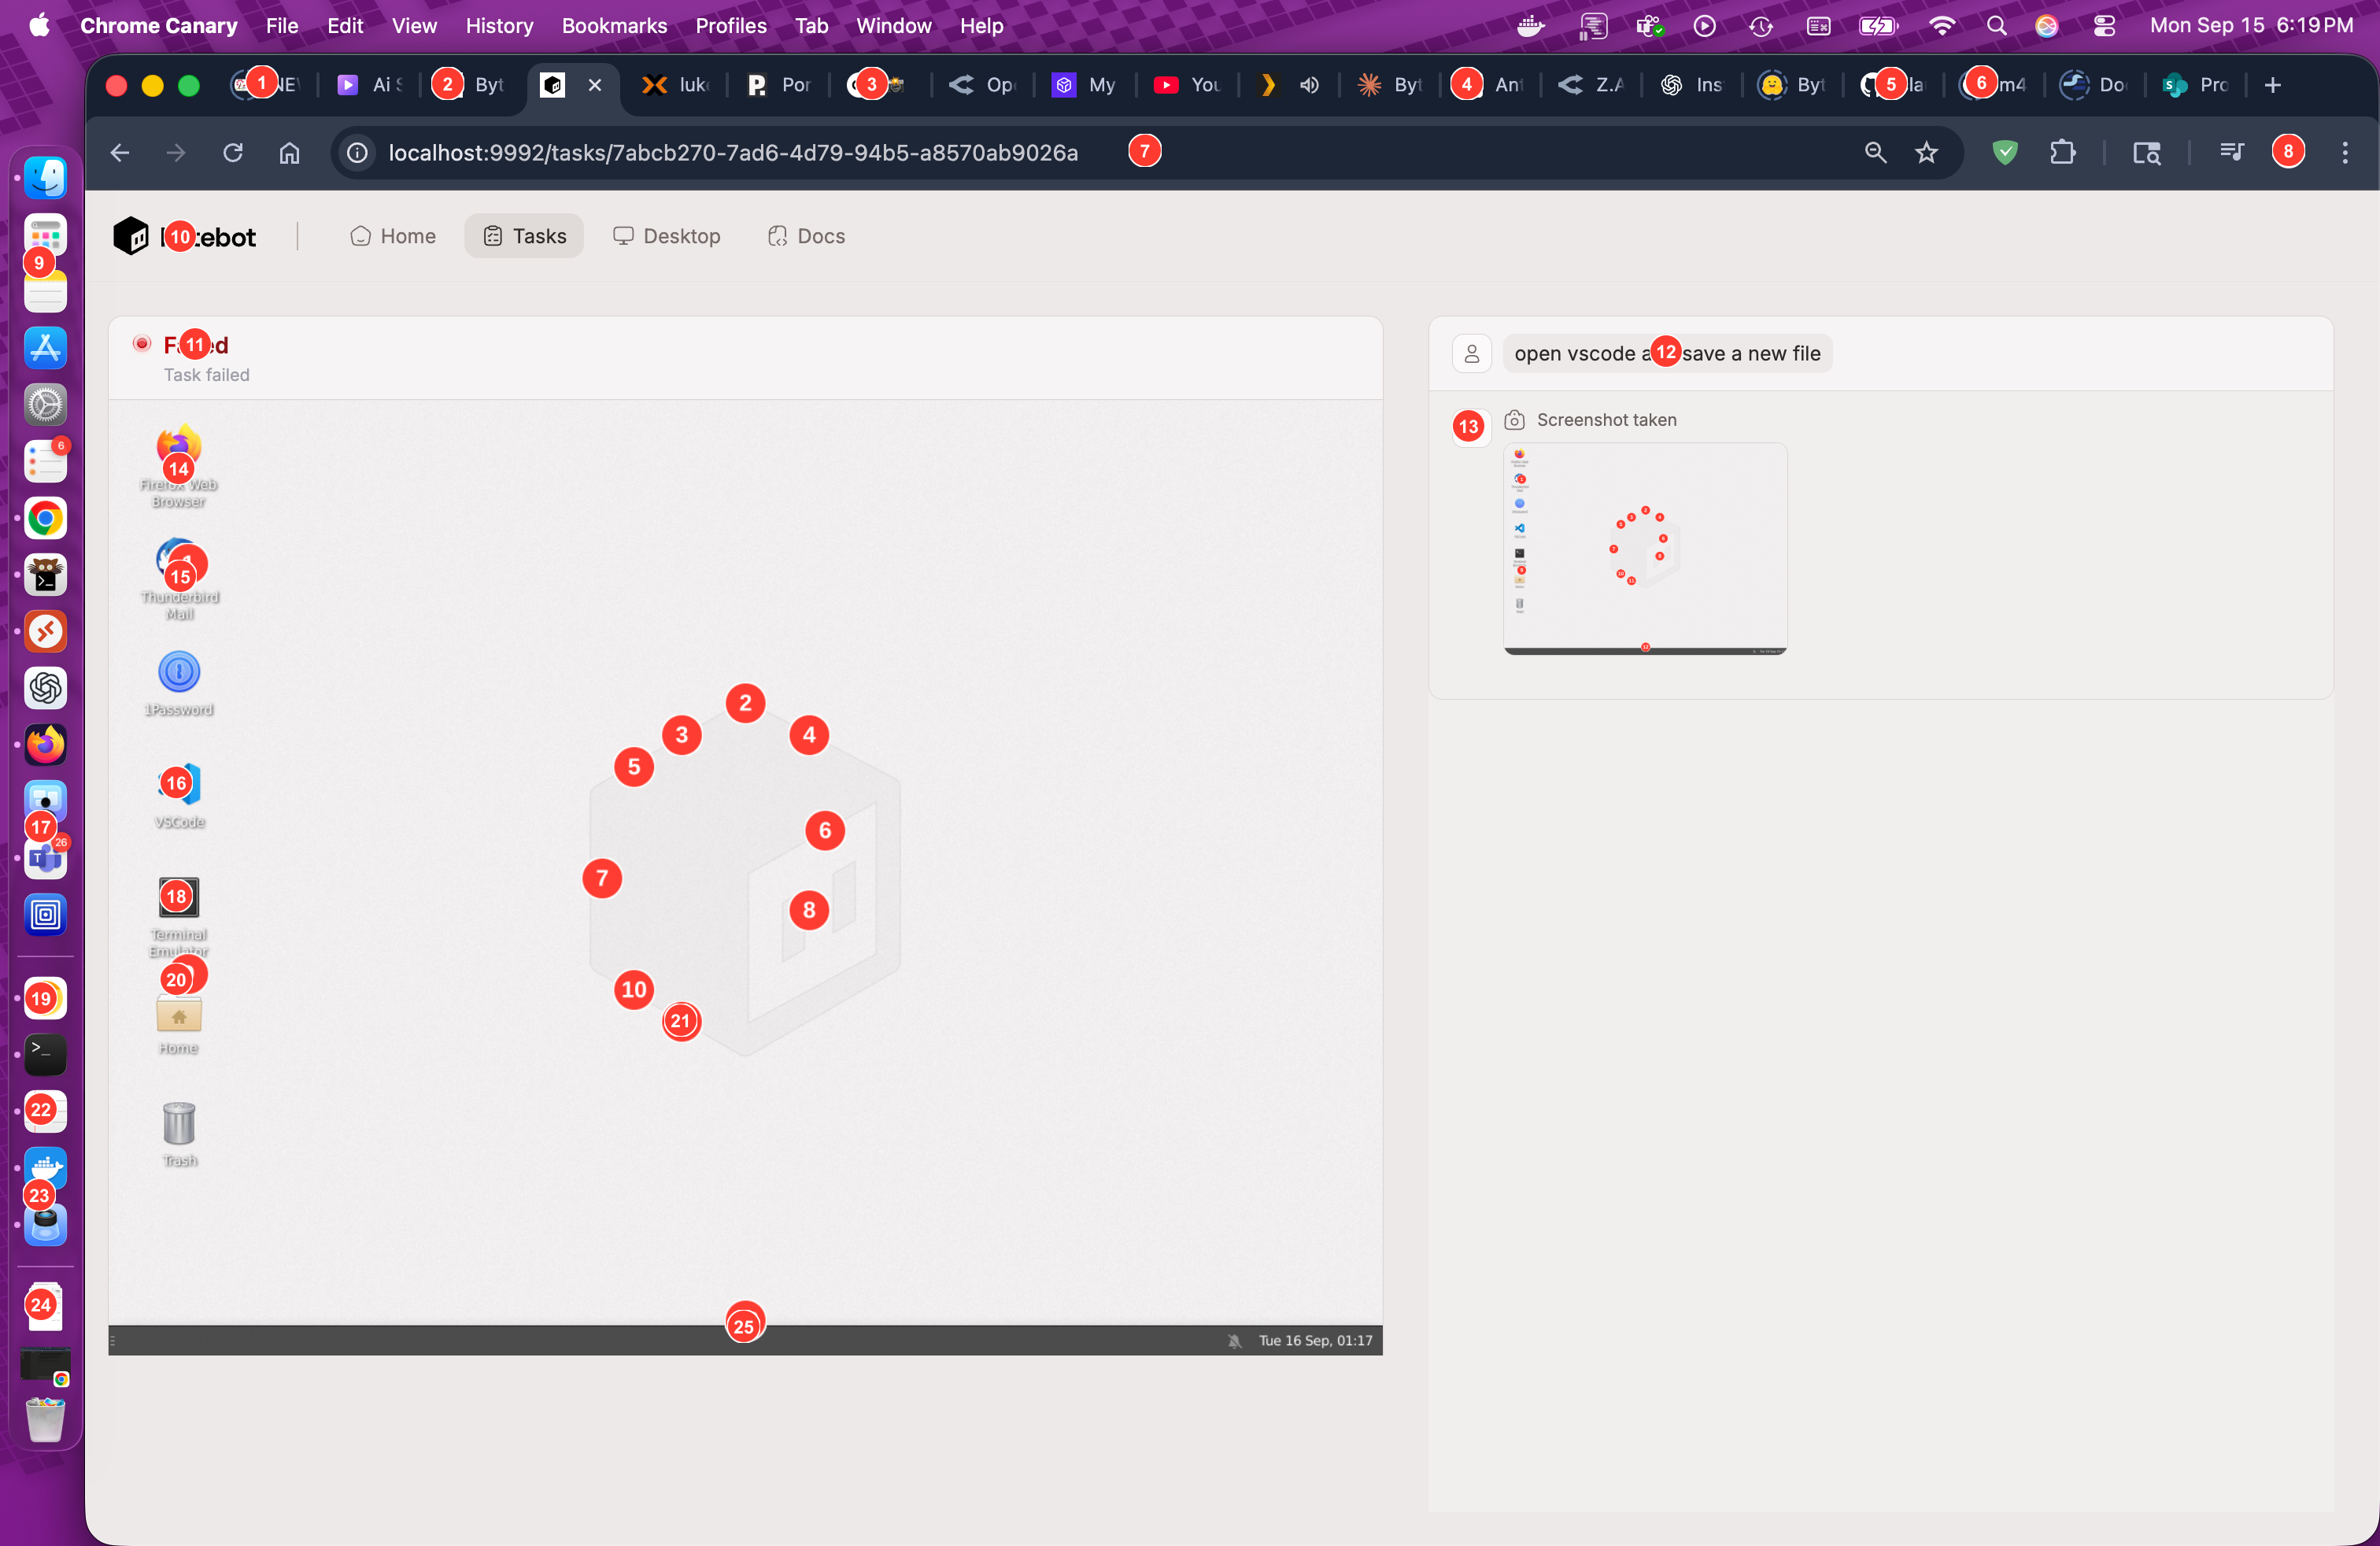 Chrome Canary File Edit View History Bookmarks Profiles Tab Window Help Mon Sep 15 6:19 PM
1 2 Byt luk Por 3 Op My You Byt 4 Ant Z.A Ins Byt 5 6 m4 Do Pro
localhost:9992/tasks/7abcb270-7ad6-4d79-94b5-a8570ab9026a 7 8
10 Home Tasks Desktop Docs
9
11
Task failed
open vscode 12 save a new file
13 Screenshot taken
6
14
Firefox Web
Browser
15
Thunderbird
Mail
1Password
2
3 4
5
16
VSCode
6
17
26
7
18
8
Terminal
Emulator
20
19
10
21
Home
22
Trash
23
24
25
Tue 16 Sep, 01:17